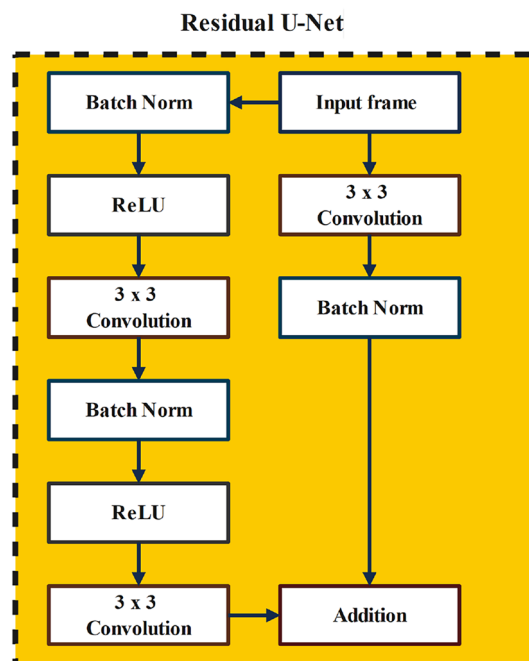 Residual U-Net
Batch Norm
Input frame
ReLU
3 x 3
Convolution
3 x 3
Convolution
Batch Norm
Batch Norm
ReLU
3 x 3
Convolution
Addition